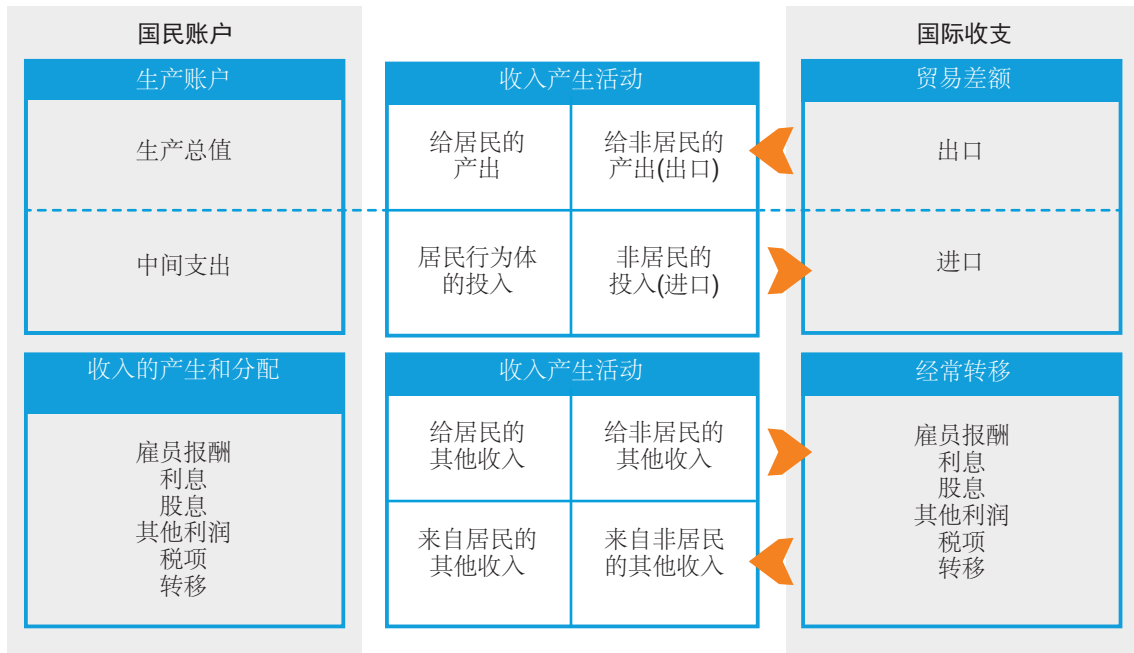 国民账户
国际收支
生产账户
收入产生活动
贸易差额
生产总值
给居民的
产出
给非居民的
产出(出口)
出口
中间支出
居民行为体
的投入
非居民的
投入(进口)
进口
收入的产生和分配
收入产生活动
经常转移
雇员报酬
利息
股息
其他利润
税项
转移
给居民的
其他收入
给非居民的
其他收入
来自居民的
其他收入
来自非居民
的其他收入
雇员报酬
利息
股息
其他利润
税项
转移